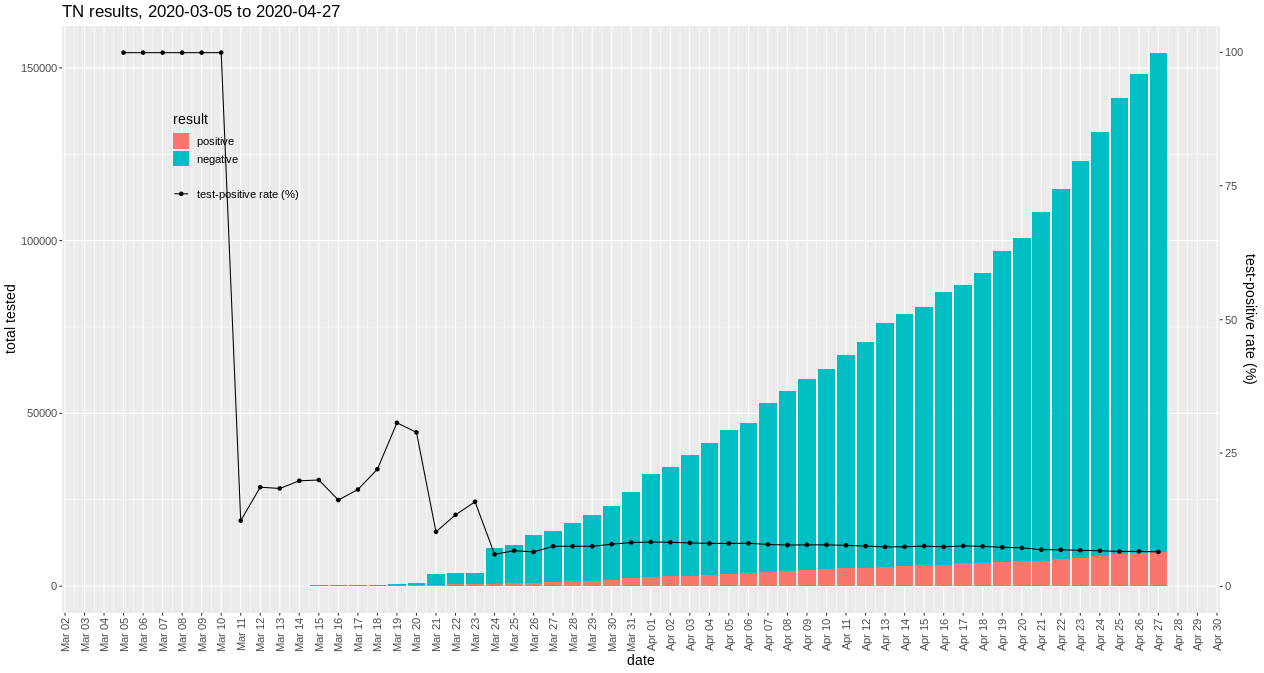 TN results, 2020-03-05 to 2020-04-27
total tested
150000
100000
50000
0
result
positive
negative
test-positive rate (%)
100
75
50
25
0
test-positive rate (%)
Mar 02
Mar 03
Mar 04
Mar 05
Mar 06
Mar 07
Mar 08
Mar 09
Mar 10
Mar 11
Mar 12
Mar 13
Mar 14
Mar 15
Mar 16
Mar 17
Mar 18
Mar 19
Mar 20
Mar 21
Mar 22
Mar 23
Mar 24
Mar 25
Mar 26
Mar 27
Mar 28
Mar 29
Mar 30
Mar 31
Apr 01
Apr 02
Apr 03
Apr 04
Apr 05
Apr 06
Apr 07
Apr 08
Apr 09
Apr 10
Apr 11
Apr 12
Apr 13
Apr 14
Apr 15
Apr 16
Apr 17
Apr 18
Apr 19
Apr 20
Apr 21
Apr 22
Apr 23
Apr 24
Apr 25
Apr 26
Apr 27
Apr 28
Apr 29
Apr 30
date